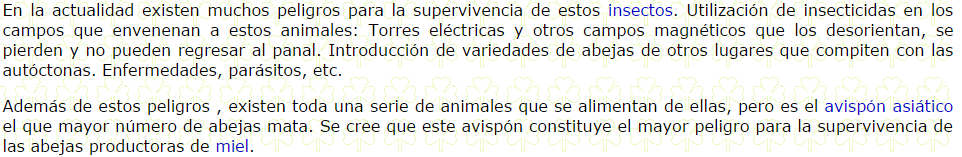 En la actualidad existen muchos peligros para la supervivencia de estos insectos. Utilización de insecticidas en los
campos que envenenan a estos animales: Torres eléctricas y otros campos magnéticos que los desorientan, se
pierden y no pueden regresar al panal. Introducción de variedades de abejas de otros lugares que compiten con las
autóctonas. Enfermedades, parásitos, etc.
Además de estos peligros , existen toda una serie de animales que se alimentan de ellas, pero es el avispón asiático
el que mayor número de abejas mata. Se cree que este avispón constituye el mayor peligro para la supervivencia de
las abejas productoras de miel.